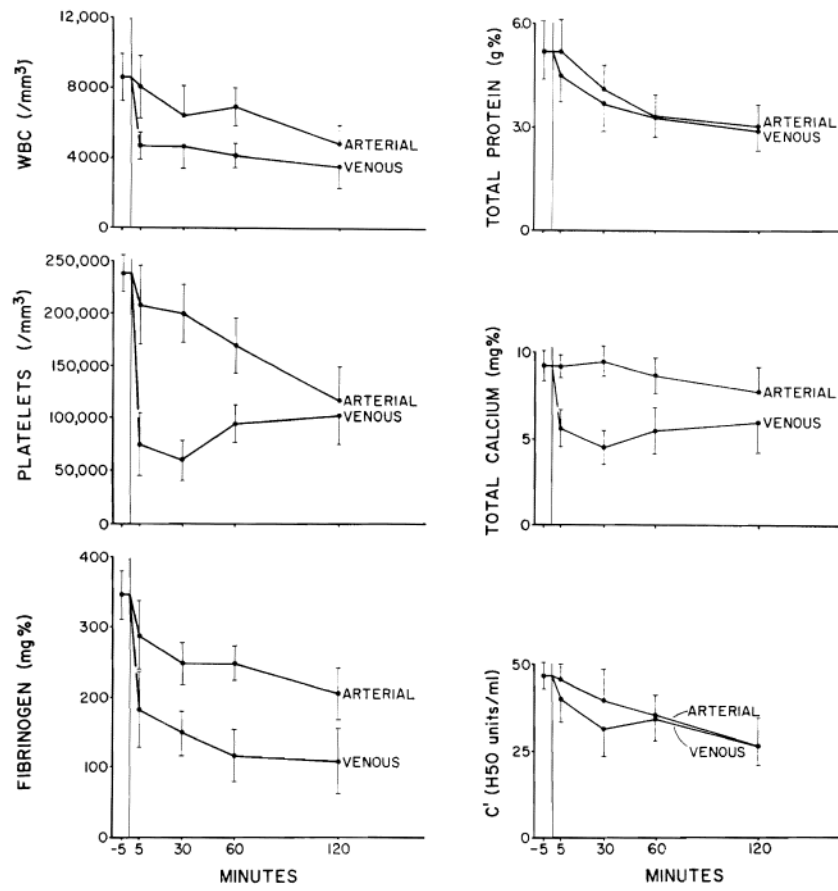 WBC (/mm³)
12,000
8000
4000
0
ARTERIAL
VENOUS
TOTAL PROTEIN (g%)
6.0
3.0
0
ARTERIAL
VENOUS
PLATELETS (/mm³)
250,000
200,000
150,000
100,000
50,000
0
ARTERIAL
VENOUS
TOTAL CALCIUM (mg%)
10
5
0
ARTERIAL
VENOUS
FIBRINOGEN (mg%)
400
300
200
100
0
ARTERIAL
VENOUS
-5 5 30 60 120
MINUTES
C' (H50 units/ml)
50
25
0
ARTERIAL
VENOUS
-5 5 30 60 120
MINUTES